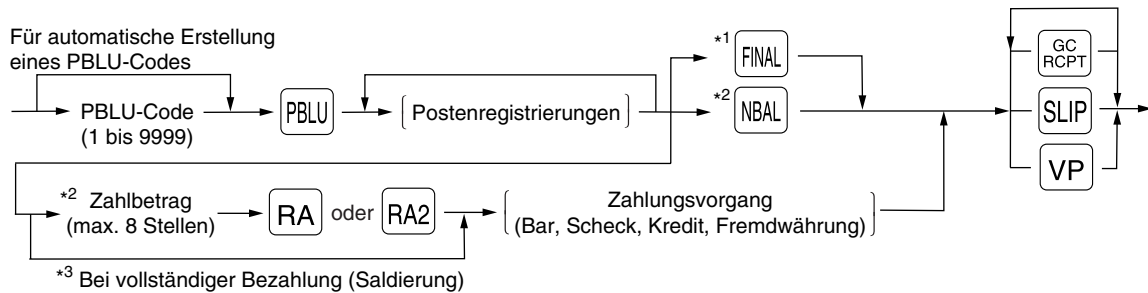 Für automatische Erstellung
eines PBLU-Codes
PBLU-Code
(1 bis 9999)
PBLU
[Postenregistrierungen]
*1 FINAL
*2 NBAL
GC
RCPT
SLIP
VP
*2 Zahlbetrag
(max. 8 Stellen)
RA oder RA2
Zahlungsvorgang
(Bar, Scheck, Kredit, Fremdwährung)
*3 Bei vollständiger Bezahlung (Saldierung)